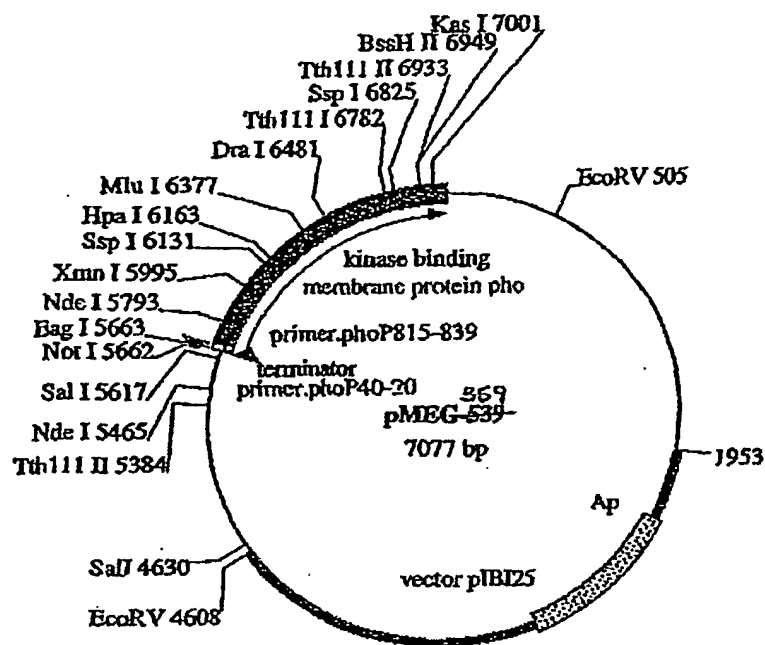 Kas I 7001
BssH II 6949
Tth111 II 6933
Ssp I 6825
Tth111 I 6782
Dra I 6481
Mlu I 6377
Hpa I 6163
Ssp I 6131
Xmn I 5995
Nde I 5793
Eag I 5663
Not I 5662
Sal I 5617
Nde I 5465
Tth111 II 5384
SalI 4630
EcoRV 4608
EcoRV 505
kinase binding
membrane protein pho
primer.phoP815-839
terminator
primer.phoP40-20
569
pMEG-539
7077 bp
1953
Ap
vector pIBI25